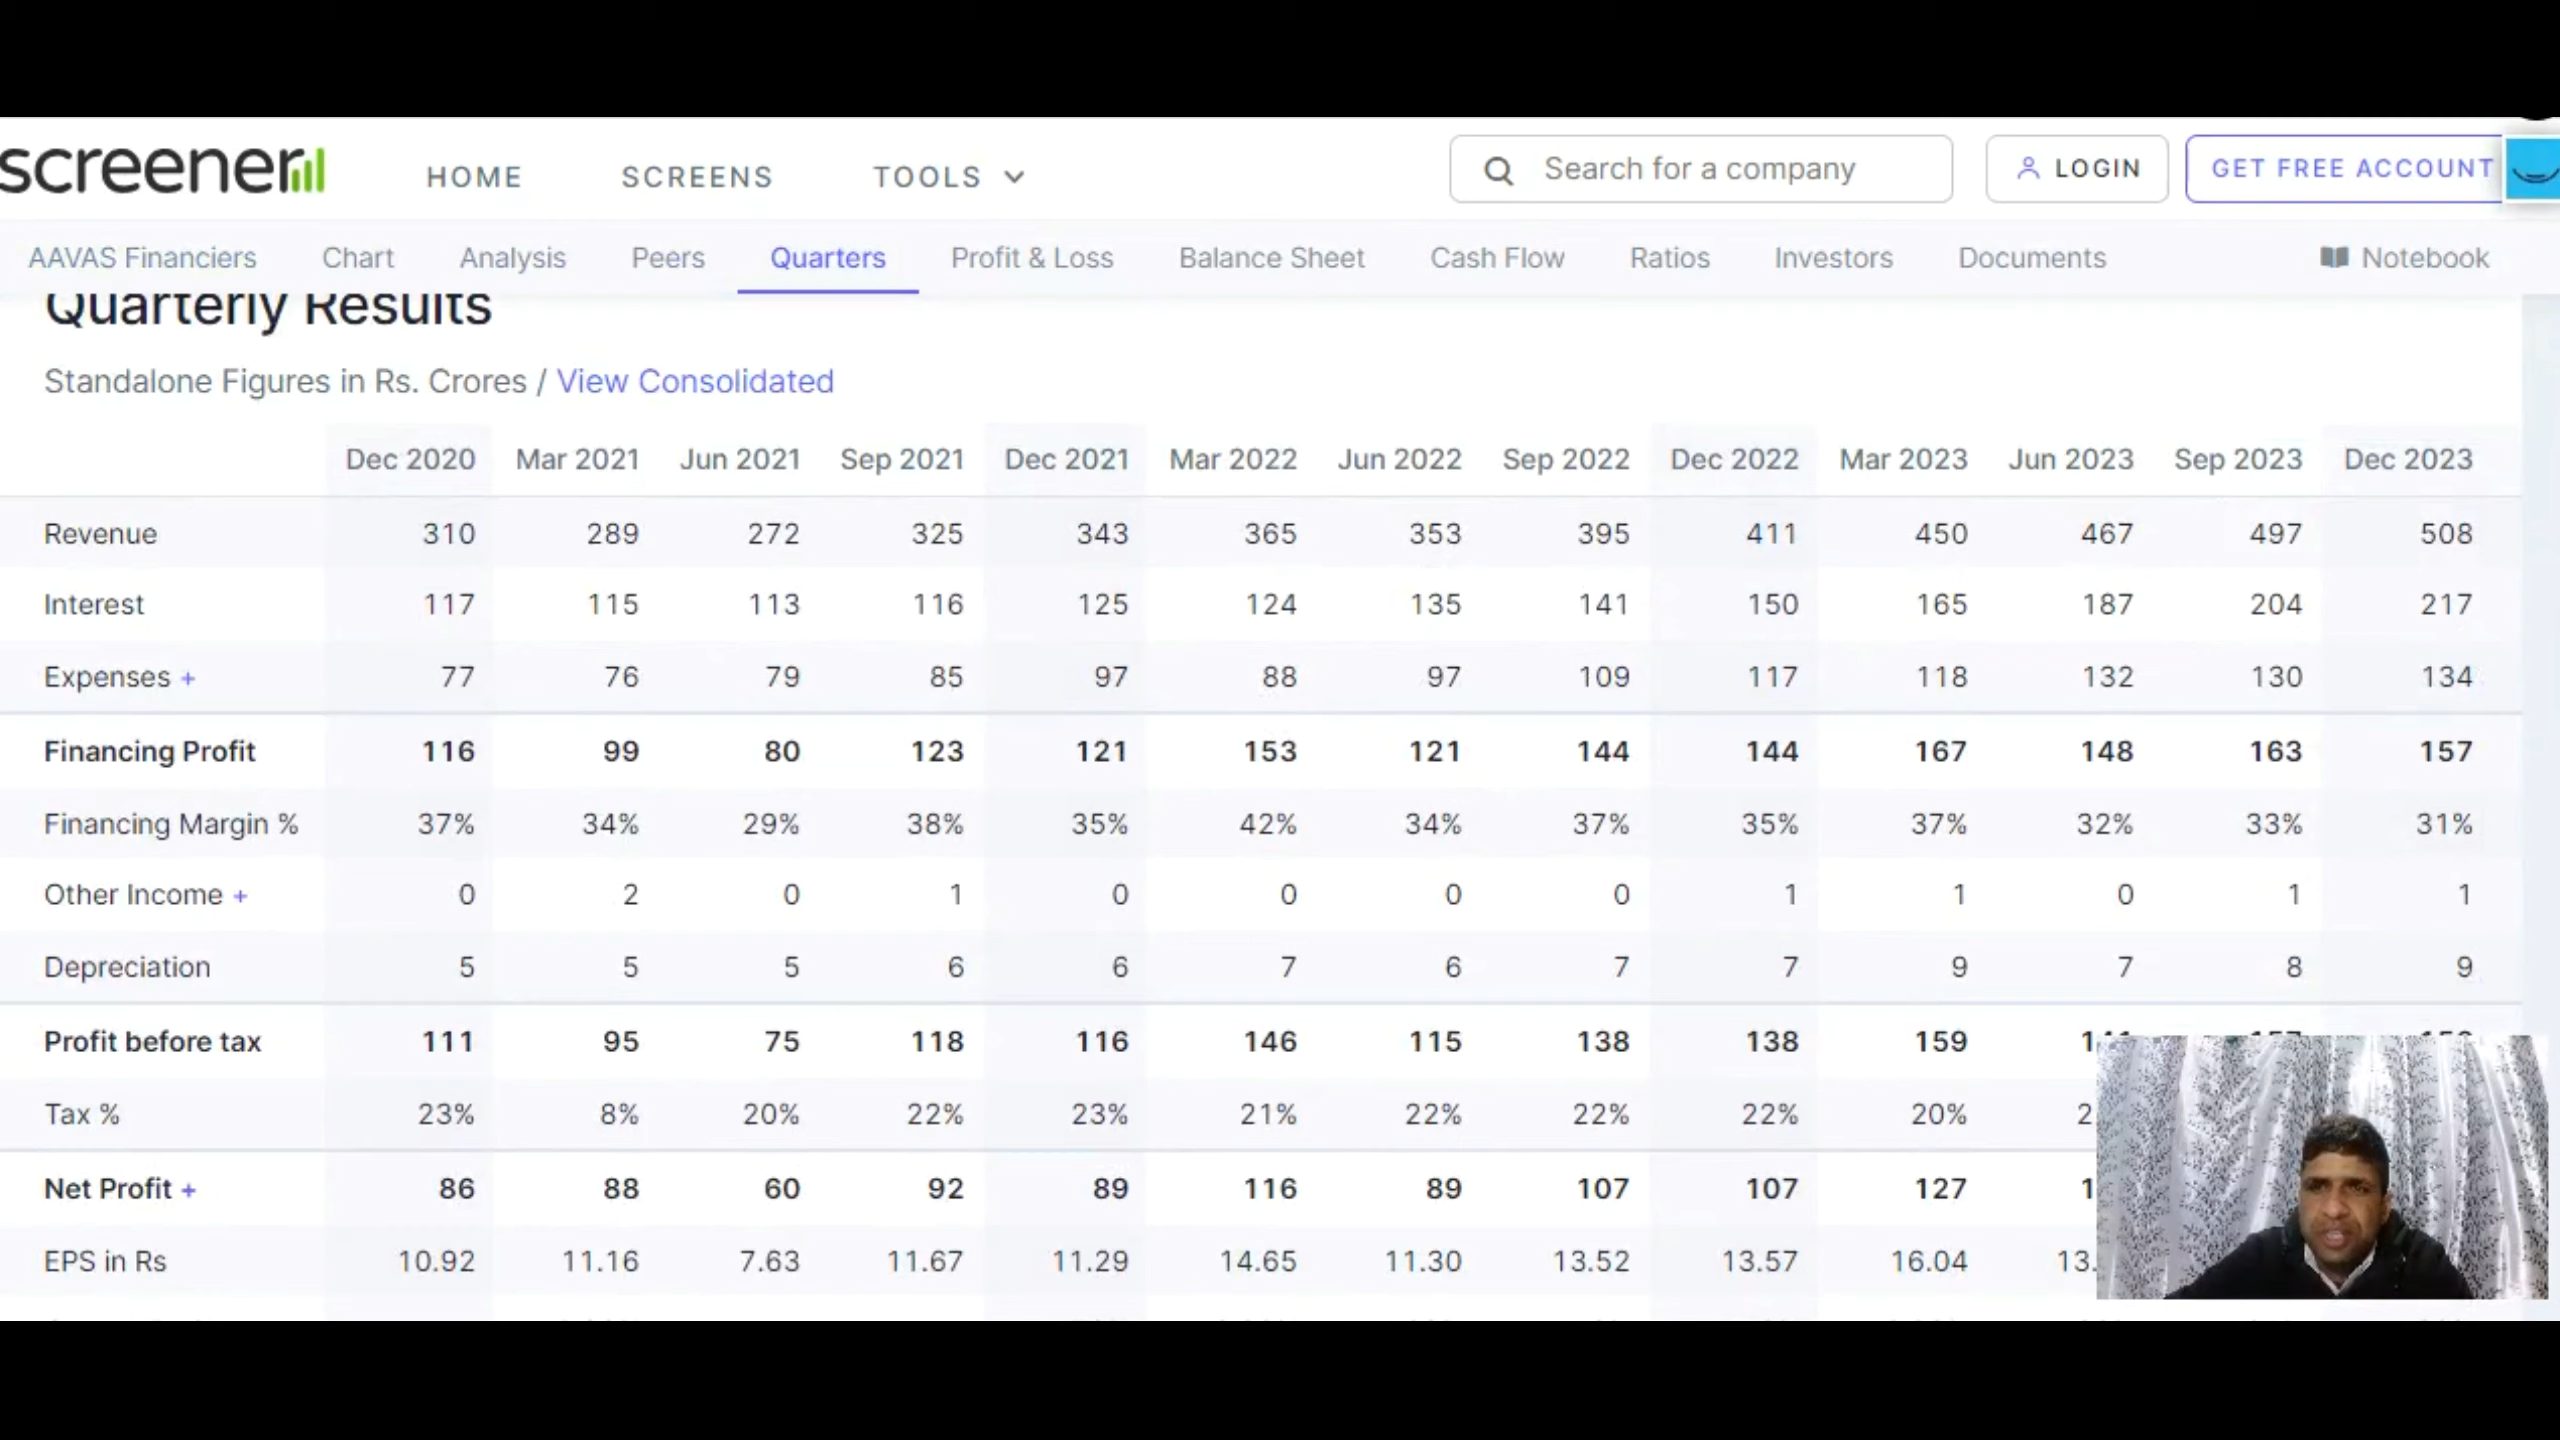 screener
HOME SCREENS TOOLS Search for a company LOGIN GET FREE ACCOUNT
AAVAS Financiers Chart Analysis Peers Quarters Profit & Loss Balance Sheet Cash Flow Ratios Investors Documents Notebook
Quarterly Results
Standalone Figures in Rs. Crores / View Consolidated
Dec 2020 Mar 2021 Jun 2021 Sep 2021 Dec 2021 Mar 2022 Jun 2022 Sep 2022 Dec 2022 Mar 2023 Jun 2023 Sep 2023 Dec 2023
Revenue 310 289 272 325 343 365 353 395 411 450 467 497 508
Interest 117 115 113 116 125 124 135 141 150 165 187 204 217
Expenses + 77 76 79 85 97 88 97 109 117 118 132 130 134
Financing Profit 116 99 80 123 121 153 121 144 144 167 148 163 157
Financing Margin % 37% 34% 29% 38% 35% 42% 34% 37% 35% 37% 32% 33% 31%
Other Income + 0 2 0 1 0 0 0 0 1 1 0 1 1
Depreciation 5 5 5 6 6 7 6 7 7 9 7 8 9
Profit before tax 111 95 75 118 116 146 115 138 138 159
Tax % 23% 8% 20% 22% 23% 21% 22% 22% 22% 20%
Net Profit + 86 88 60 92 89 116 89 107 107 127
EPS in Rs 10.92 11.16 7.63 11.67 11.29 14.65 11.30 13.52 13.57 16.04